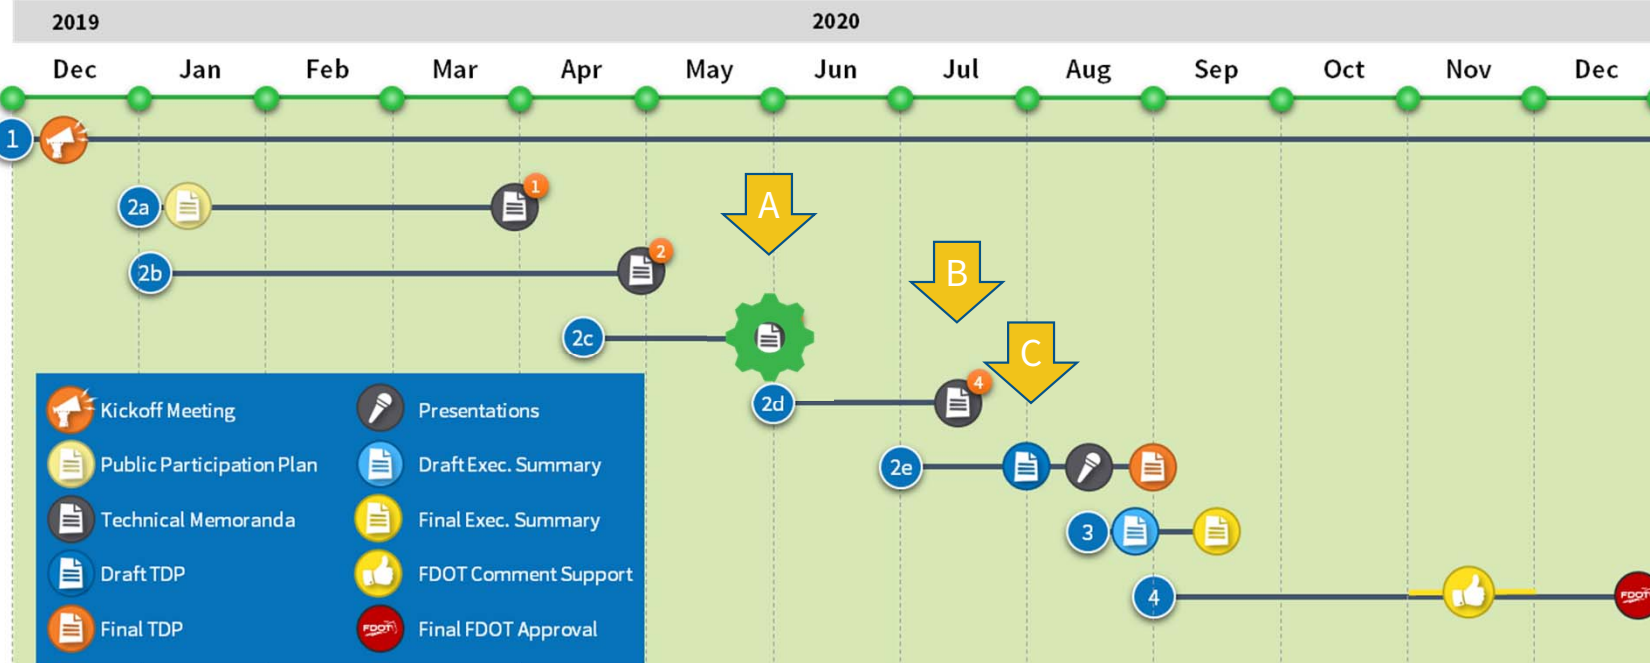 2019 2020
Dec Jan Feb Mar Apr May Jun Jul Aug Sep Oct Nov Dec
1
2a 1
A
2b 2
B
2c
C
2d 4
2e
3
4 FDOT
Kickoff Meeting Presentations
Public Participation Plan Draft Exec. Summary
Technical Memoranda Final Exec. Summary
Draft TDP FDOT Comment Support
Final TDP FDOT Final FDOT Approval